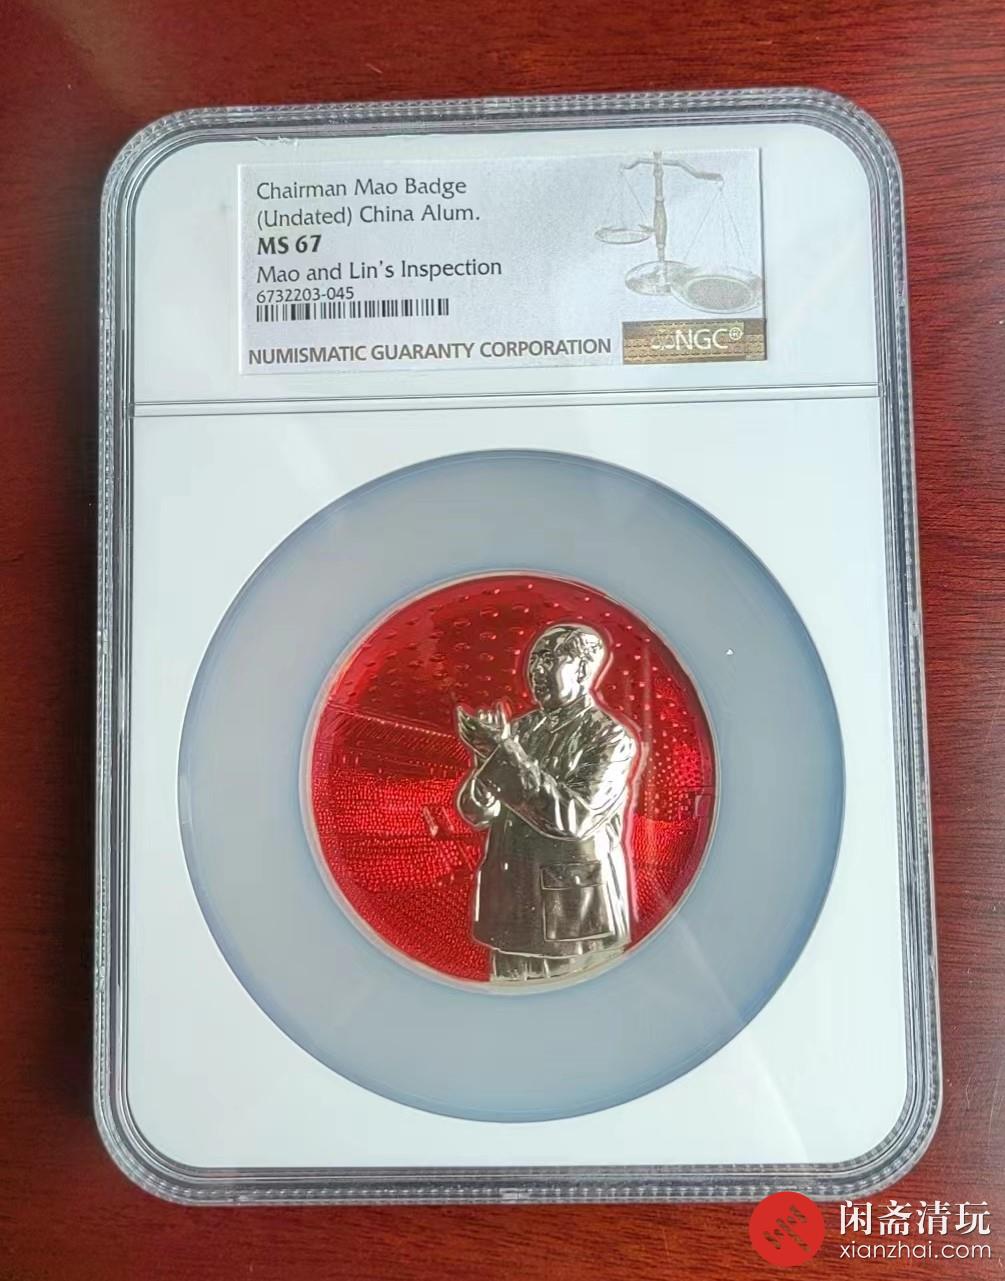 Chairman Mao Badge
(Undated) China Alum.
MS 67
Mao and Lin's Inspection
6732203-045
NUMISMATIC GUARANTY CORPORATION
NGC®
闲斋清玩
xianzhai.com